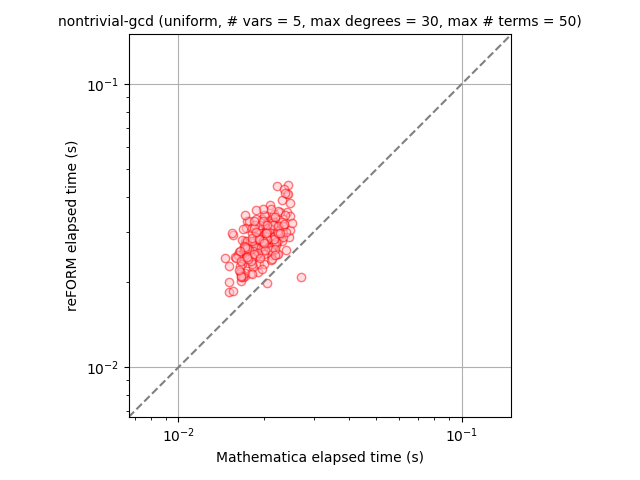 nontrivial-gcd (uniform, # vars = 5, max degrees = 30, max # terms = 50)
reFORM elapsed time (s)
10⁻¹
10⁻²
10⁻²
10⁻¹
Mathematica elapsed time (s)